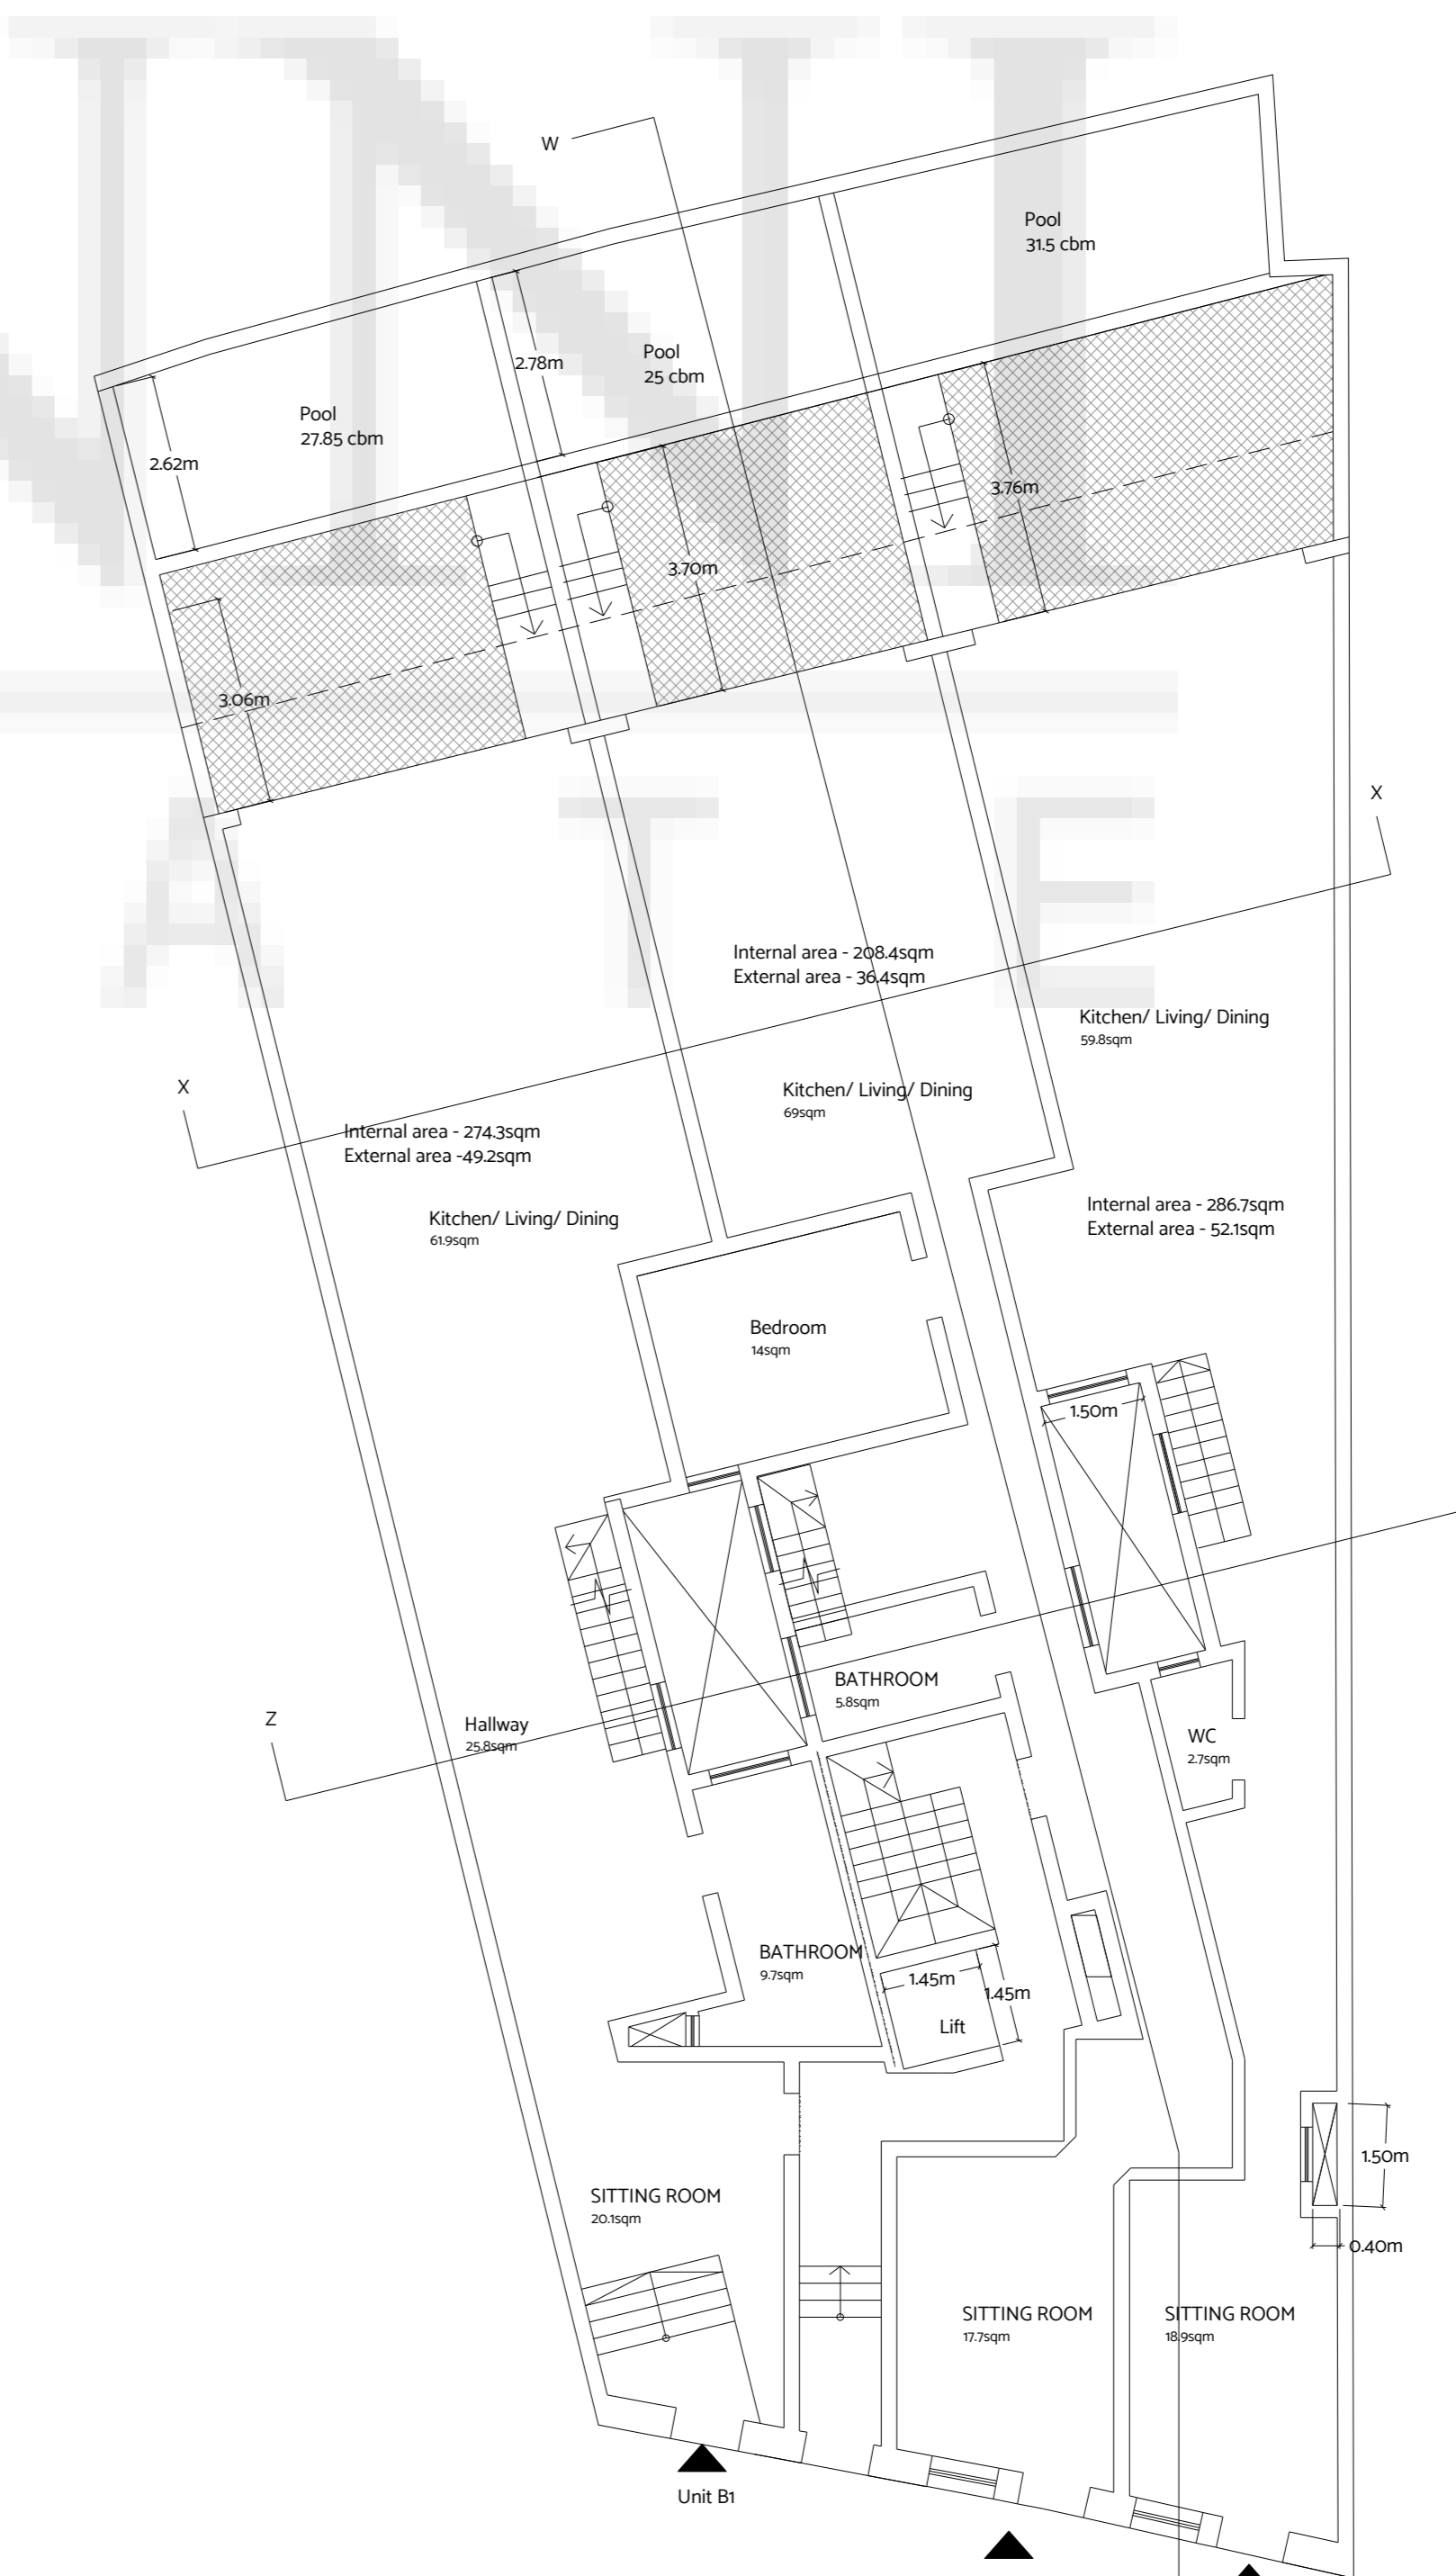 W
Pool
31.5 cbm
Pool
25 cbm
2.78m
Pool
27.85 cbm
2.62m
3.76m
3.70m
3.06m
X
Internal area - 208.4sqm
External area - 36.4sqm
Kitchen/ Living/ Dining
59.8sqm
X
Kitchen/ Living/ Dining
69sqm
Internal area - 274.3sqm
External area -49.2sqm
Kitchen/ Living/ Dining
61.9sqm
Internal area - 286.7sqm
External area - 52.1sqm
Bedroom
14sqm
1.50m
BATHROOM
5.8sqm
Z
Hallway
25.8sqm
WC
2.7sqm
BATHROOM
9.7sqm
1.45m
1.45m
Lift
1.50m
SITTING ROOM
20.1sqm
0.40m
SITTING ROOM
17.7sqm
SITTING ROOM
18.9sqm
Unit B1
A T E